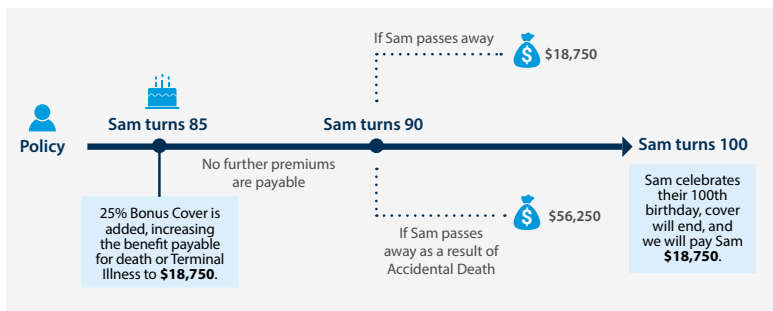 Policy
Sam turns 85
25% Bonus Cover is
added, increasing
the benefit payable
for death or Terminal
Illness to $18,750.
No further premiums
are payable
Sam turns 90
If Sam passes away
$
$18,750
If Sam passes
away as a result of
Accidental Death
$
$56,250
Sam turns 100
Sam celebrates
their 100th
birthday, cover
will end, and
we will pay Sam
$18,750.